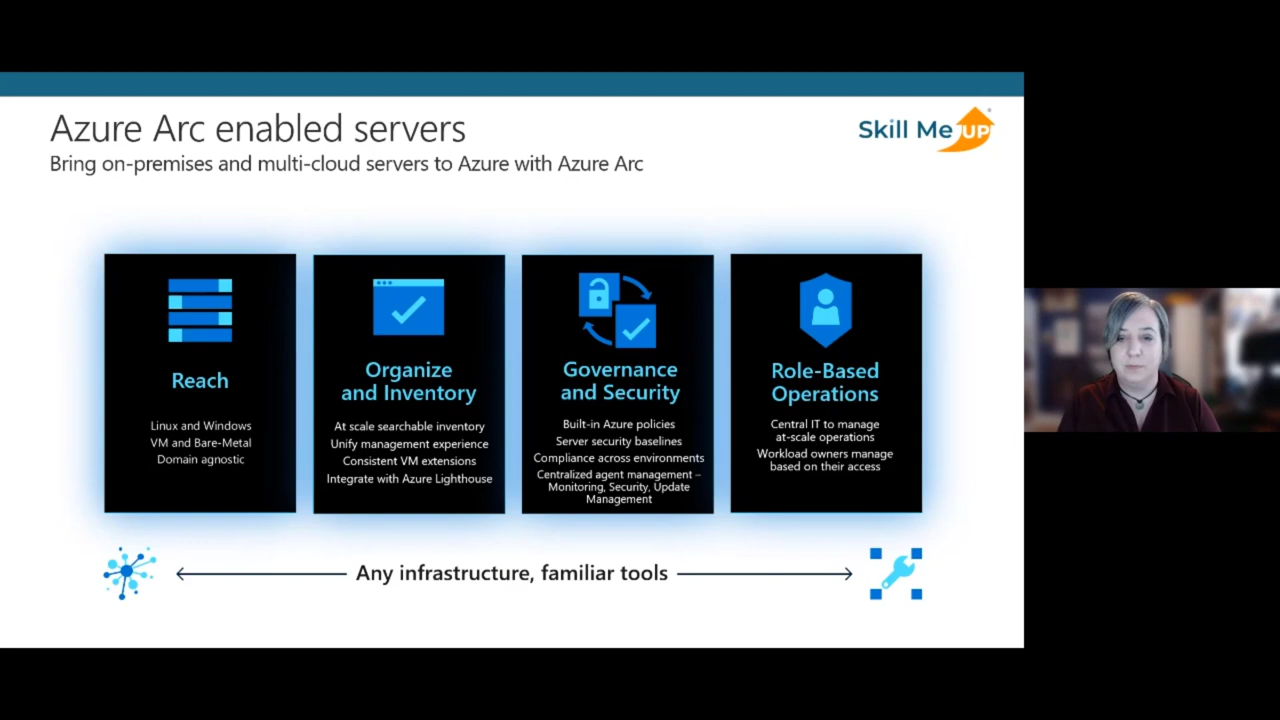 Azure Arc enabled servers
Bring on-premises and multi-cloud servers to Azure with Azure Arc
Skill Me UP
Reach
Linux and Windows
VM and Bare-Metal
Domain agnostic
Organize
and Inventory
At scale searchable inventory
Unify management experience
Consistent VM extensions
Integrate with Azure Lighthouse
Governance
and Security
Built-in Azure policies
Server security baselines
Compliance across environments
Centralized agent management –
Monitoring, Security, Update
Management
Role-Based
Operations
Central IT to manage
at-scale operations
Workload owners manage
based on their access
Any infrastructure, familiar tools